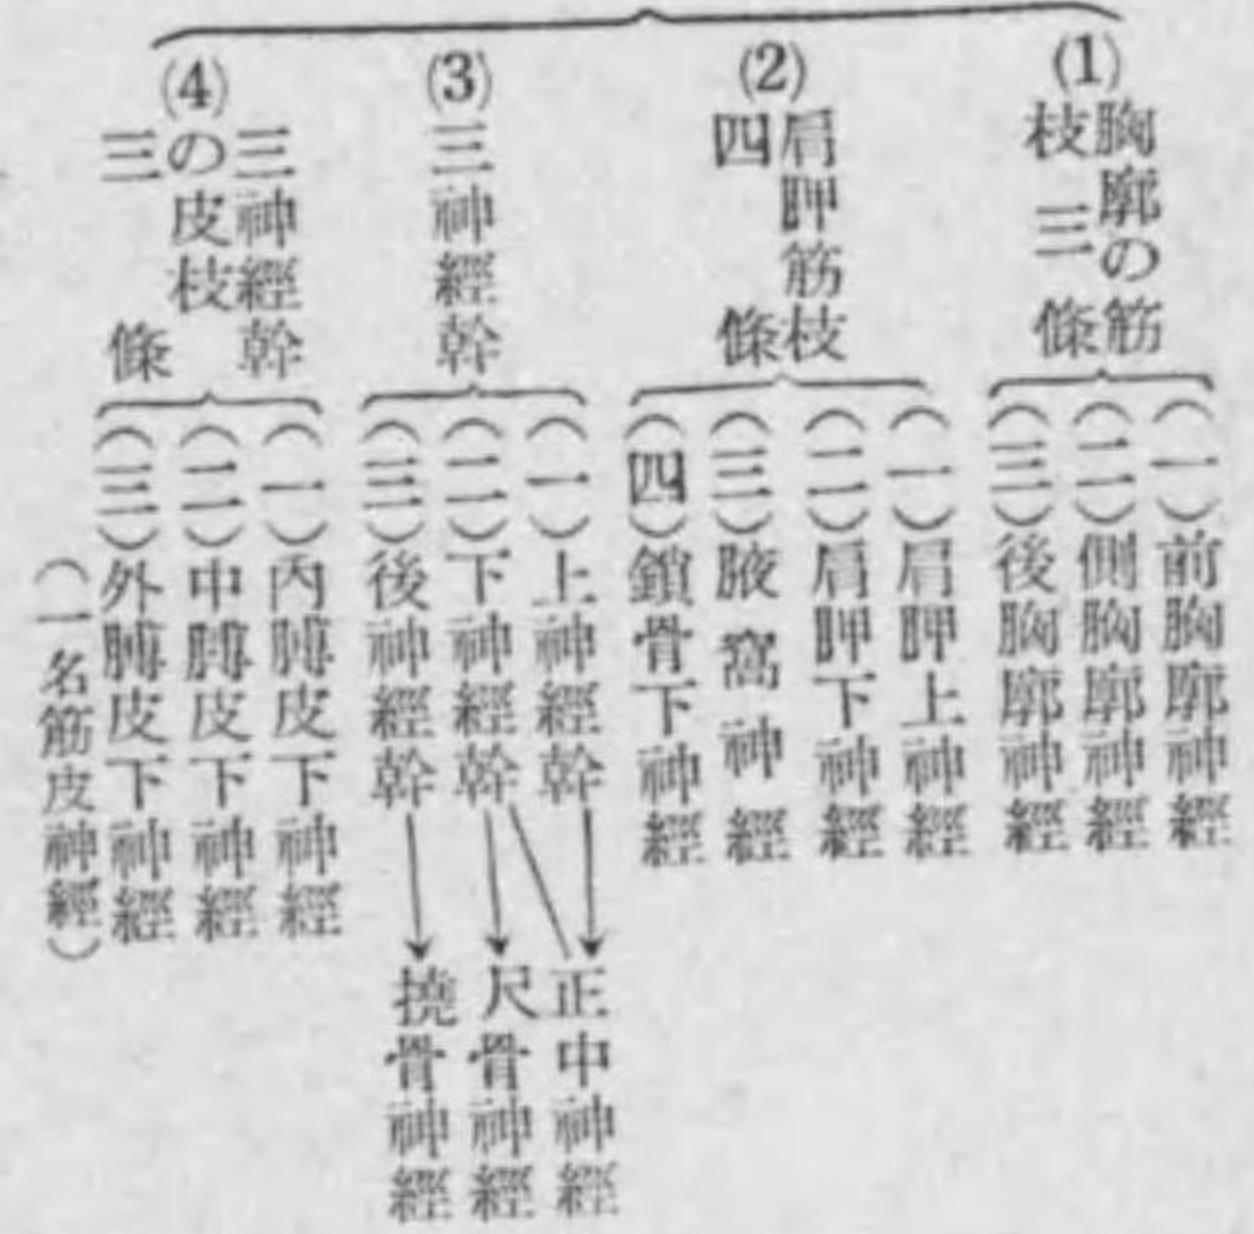 (1)
胸廓の筋
枝三條
(一)前胸廓神經
(二)側胸廓神經
(三)後胸廓神經
(2)
肩胛筋枝
四條
(一)肩胛上神經
(二)肩胛下神經
(三)腋窩神經
(四)鎖骨下神經
(3)
三神經幹
(一)上神經幹
(二)下神經幹
(三)後神經幹
正中神經
尺骨神經
撓骨神經
(4)
三神經幹
の皮枝
三條
(一)內膊皮下神經
(二)中膊皮下神經
(三)外膊皮下神經
(一名筋皮神經)